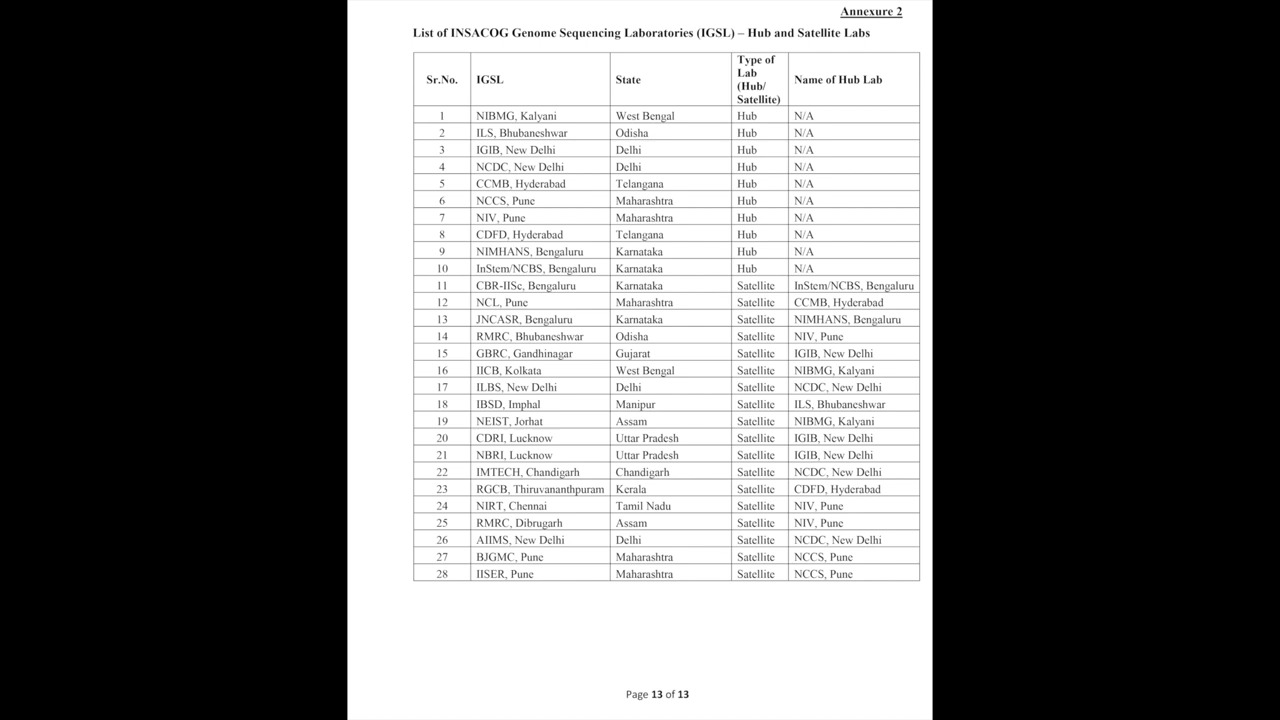 Annexure 2
List of INSACOG Genome Sequencing Laboratories (IGSL) – Hub and Satellite Labs
Sr.No. IGSL State Type of Lab (Hub/ Satellite) Name of Hub Lab
1 NIBMG, Kalyani West Bengal Hub N/A
2 ILS, Bhubaneshwar Odisha Hub N/A
3 IGIB, New Delhi Delhi Hub N/A
4 NCDC, New Delhi Delhi Hub N/A
5 CCMB, Hyderabad Telangana Hub N/A
6 NCCS, Pune Maharashtra Hub N/A
7 NIV, Pune Maharashtra Hub N/A
8 CDFD, Hyderabad Telangana Hub N/A
9 NIMHANS, Bengaluru Karnataka Hub N/A
10 InStem/NCBS, Bengaluru Karnataka Hub N/A
11 CBR-IISc, Bengaluru Karnataka Satellite InStem/NCBS, Bengaluru
12 NCL, Pune Maharashtra Satellite CCMB, Hyderabad
13 JNCASR, Bengaluru Karnataka Satellite NIMHANS, Bengaluru
14 RMRC, Bhubaneshwar Odisha Satellite NIV, Pune
15 GBRC, Gandhinagar Gujarat Satellite IGIB, New Delhi
16 IICB, Kolkata West Bengal Satellite NIBMG, Kalyani
17 ILBS, New Delhi Delhi Satellite NCDC, New Delhi
18 IBSD, Imphal Manipur Satellite ILS, Bhubaneshwar
19 NEIST, Jorhat Assam Satellite NIBMG, Kalyani
20 CDRI, Lucknow Uttar Pradesh Satellite IGIB, New Delhi
21 NBRI, Lucknow Uttar Pradesh Satellite IGIB, New Delhi
22 IMTECH, Chandigarh Chandigarh Satellite NCDC, New Delhi
23 RGCB, Thiruvananthpuram Kerala Satellite CDFD, Hyderabad
24 NIRT, Chennai Tamil Nadu Satellite NIV, Pune
25 RMRC, Dibrugarh Assam Satellite NIV, Pune
26 AIIMS, New Delhi Delhi Satellite NCDC, New Delhi
27 BJGMC, Pune Maharashtra Satellite NCCS, Pune
28 IISER, Pune Maharashtra Satellite NCCS, Pune
Page 13 of 13